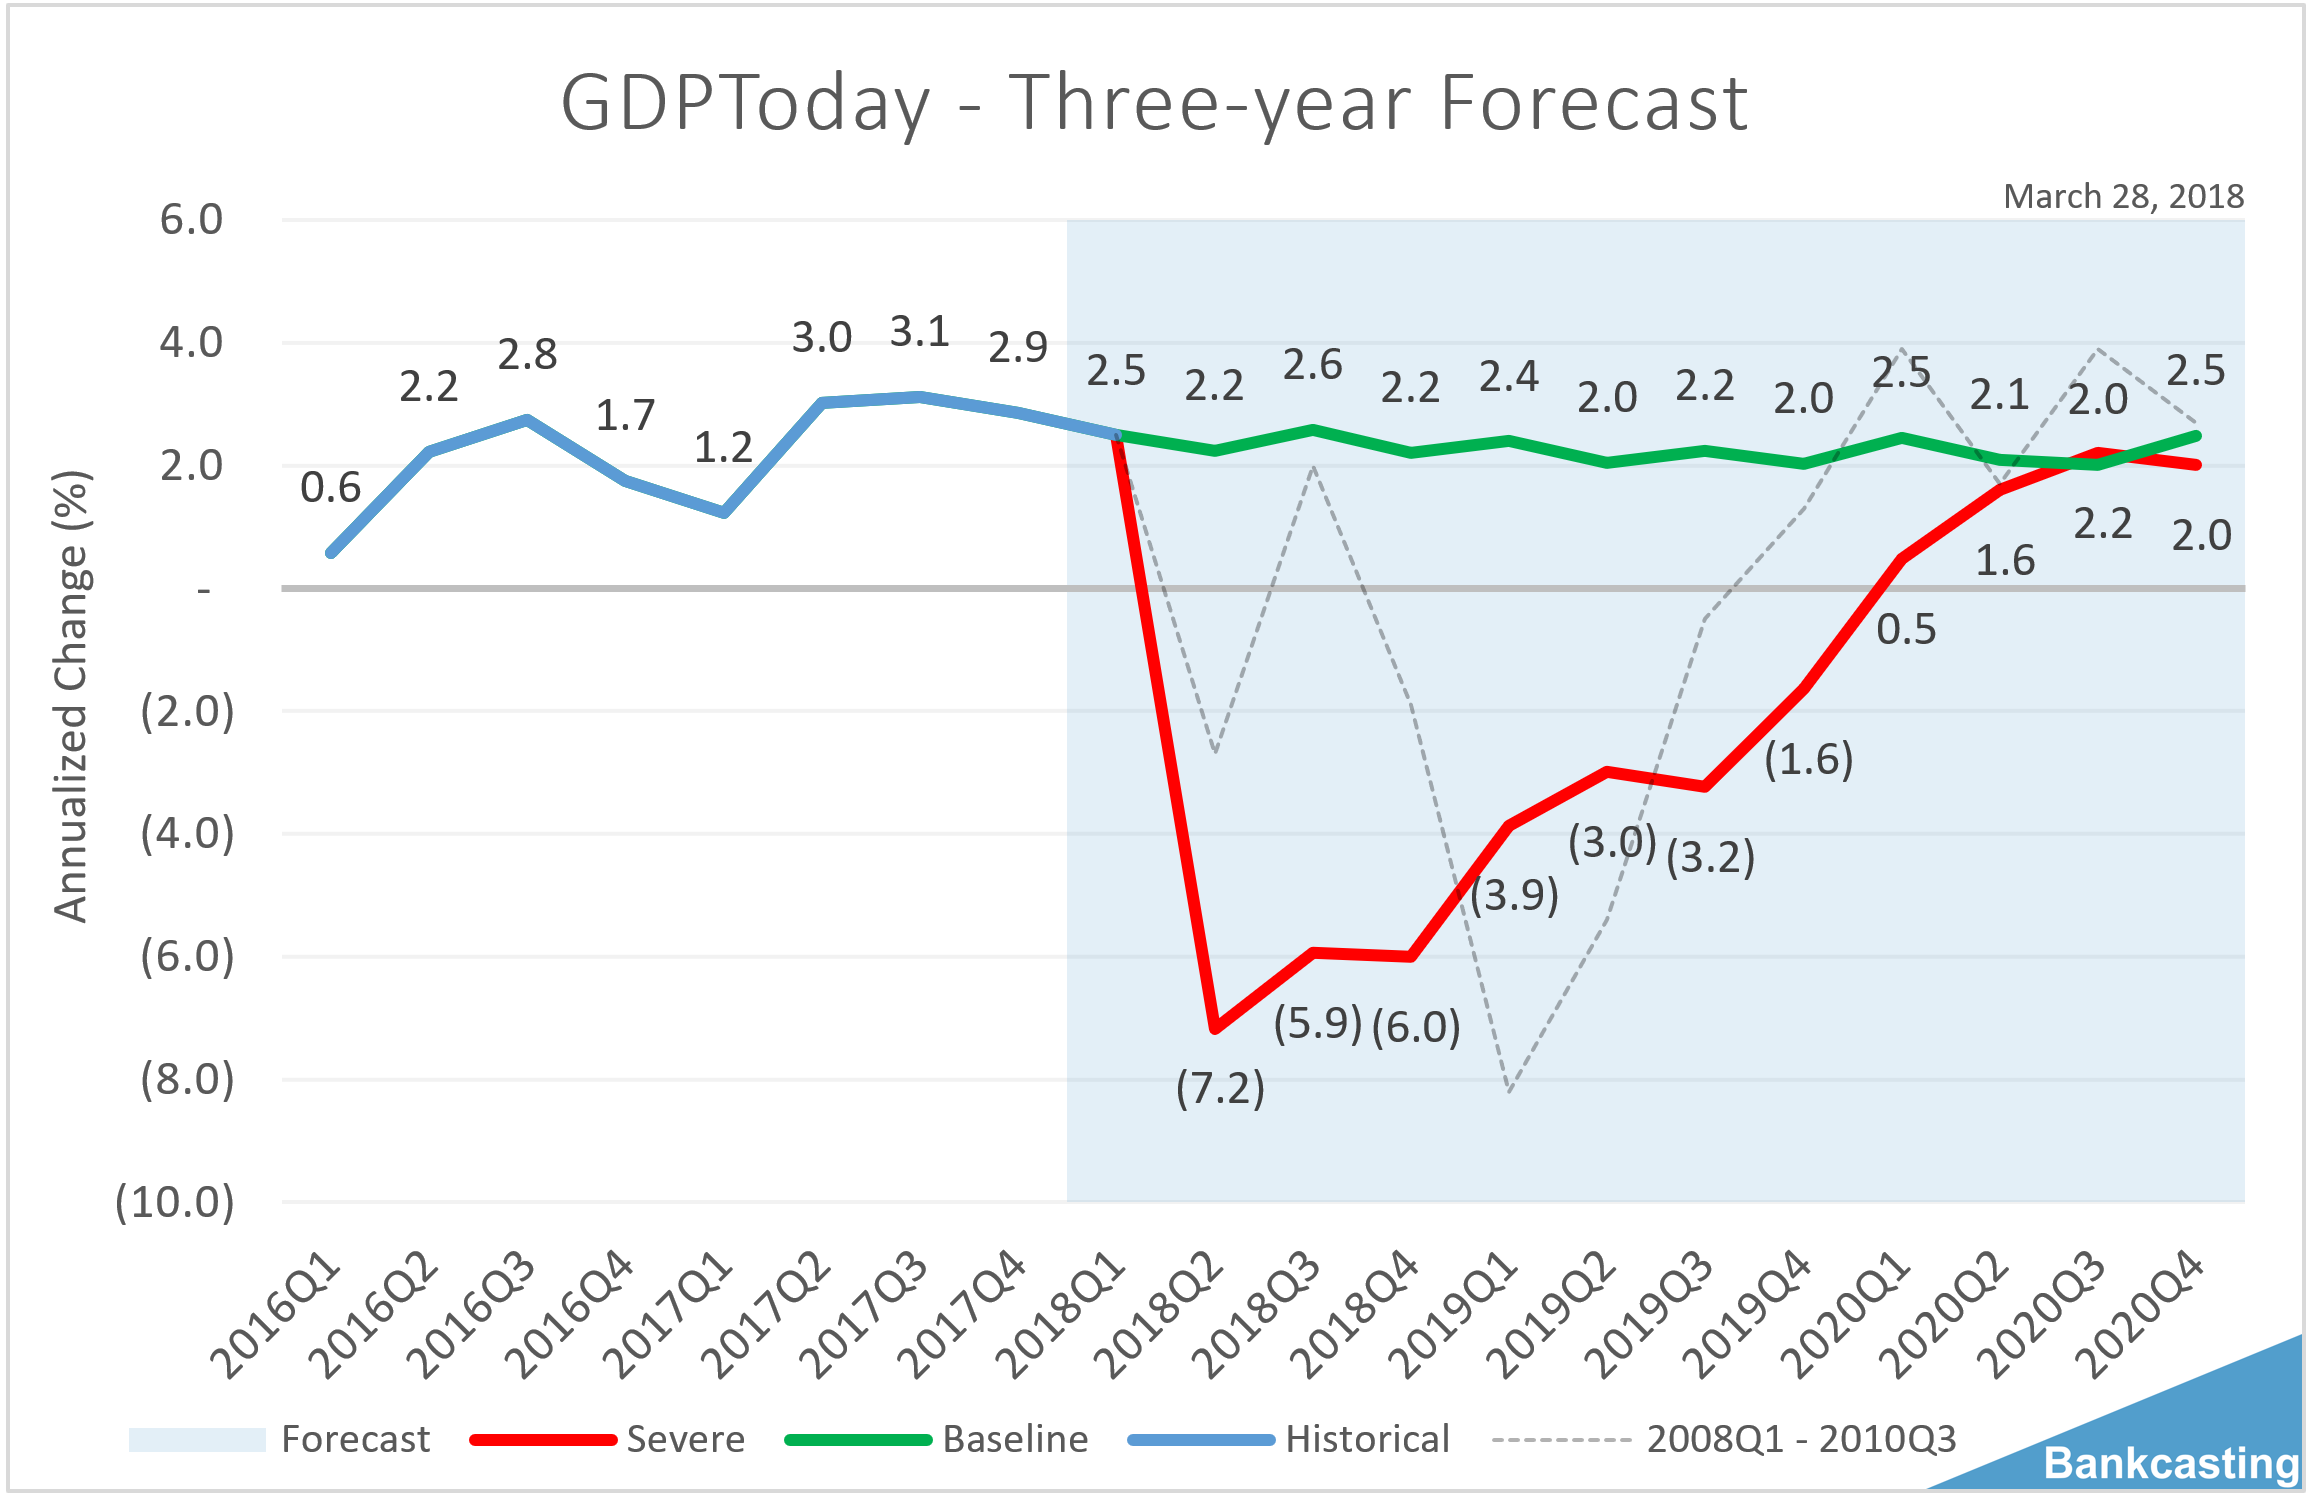 GDPToday - Three-year Forecast
March 28, 2018
Annualized Change (%)
6.0
4.0
2.0
-
(2.0)
(4.0)
(6.0)
(8.0)
(10.0)
0.6
2.2
2.8
1.7
1.2
3.0
3.1
2.9
2.5
2.2
2.6
2.2
2.4
2.0
2.2
2.0
2.5
2.1
2.0
2.5
(7.2)
(5.9)
(6.0)
(3.9)
(3.0)
(3.2)
(1.6)
0.5
1.6
2.2
2.0
2016Q1
2016Q2
2016Q3
2016Q4
2017Q1
2017Q2
2017Q3
2017Q4
2018Q1
2018Q2
2018Q3
2018Q4
2019Q1
2019Q2
2019Q3
2019Q4
2020Q1
2020Q2
2020Q3
2020Q4
Forecast Severe Baseline Historical 2008Q1 - 2010Q3
Bankcasting